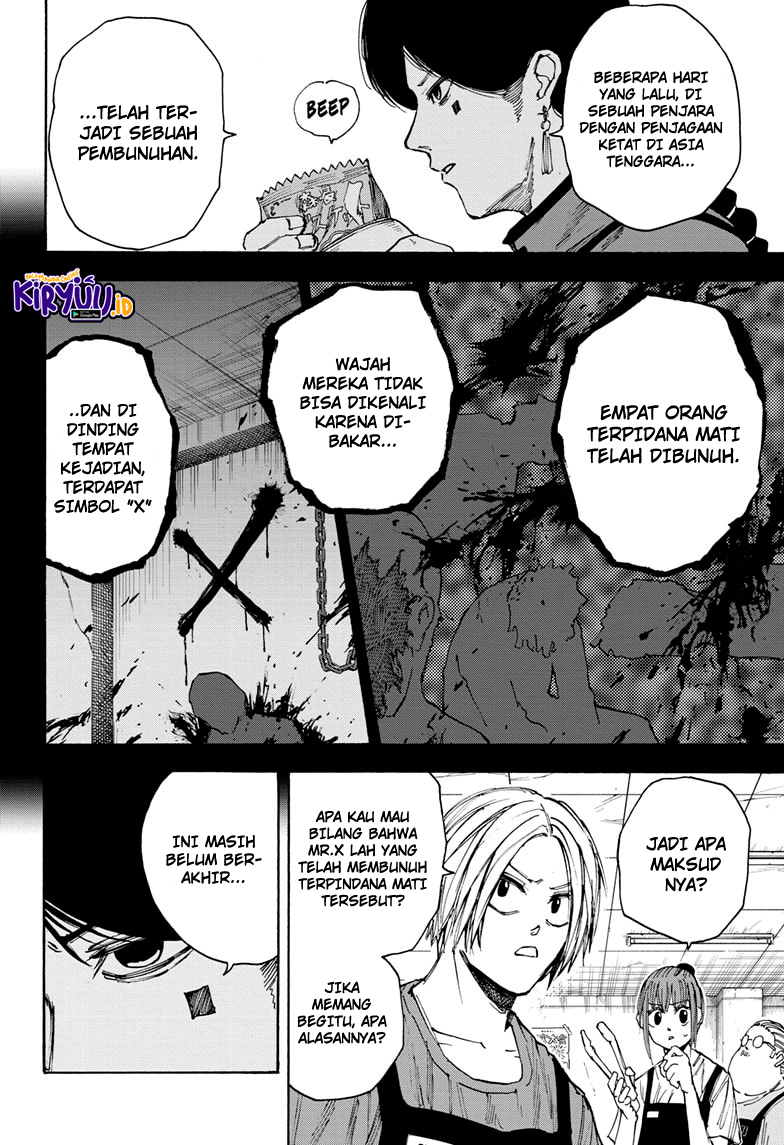 BEBERAPA HARI
YANG LALU, DI
SEBUAH PENJARA
DENGAN PENJAGAAN
KETAT DI ASIA
TENGGARA...
BEEP
...TELAH TER-
JADI SEBUAH
PEMBUNUHAN.
EMPAT ORANG
TERPIDANA MATI
TELAH DIBUNUH.
WAJAH
MEREKA TIDAK
BISA DIKENALI
KARENA DI-
BAKAR...
..DAN DI
DINDING
TEMPAT
KEJADIAN,
TERDAPAT
SIMBOL "X"
KIRYUU.id
JADI APA
MAKSUD
NYA?
APA KAU MAU
BILANG BAHWA
MR.X LAH YANG
TELAH MEMBUNUH
TERPINDANA MATI
TERSEBUT?
JIKA
MEMANG
BEGITU, APA
ALASANNYA?
INI MASIH
BELUM BER-
AKHIR...